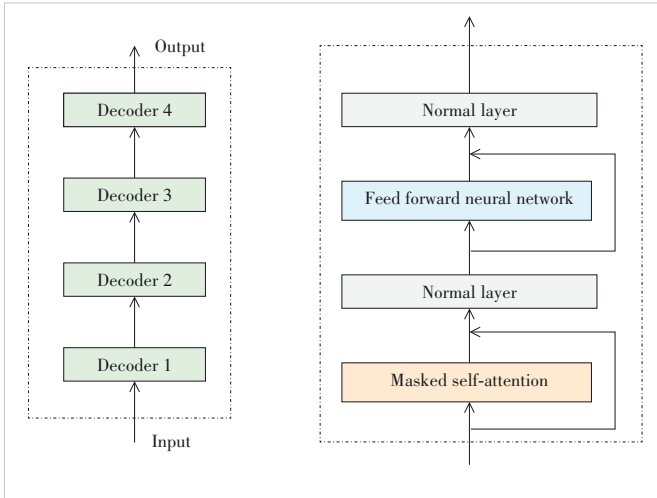 Output
Decoder 4
Decoder 3
Decoder 2
Decoder 1
Input
Normal layer
Feed forward neural network
Normal layer
Masked self-attention